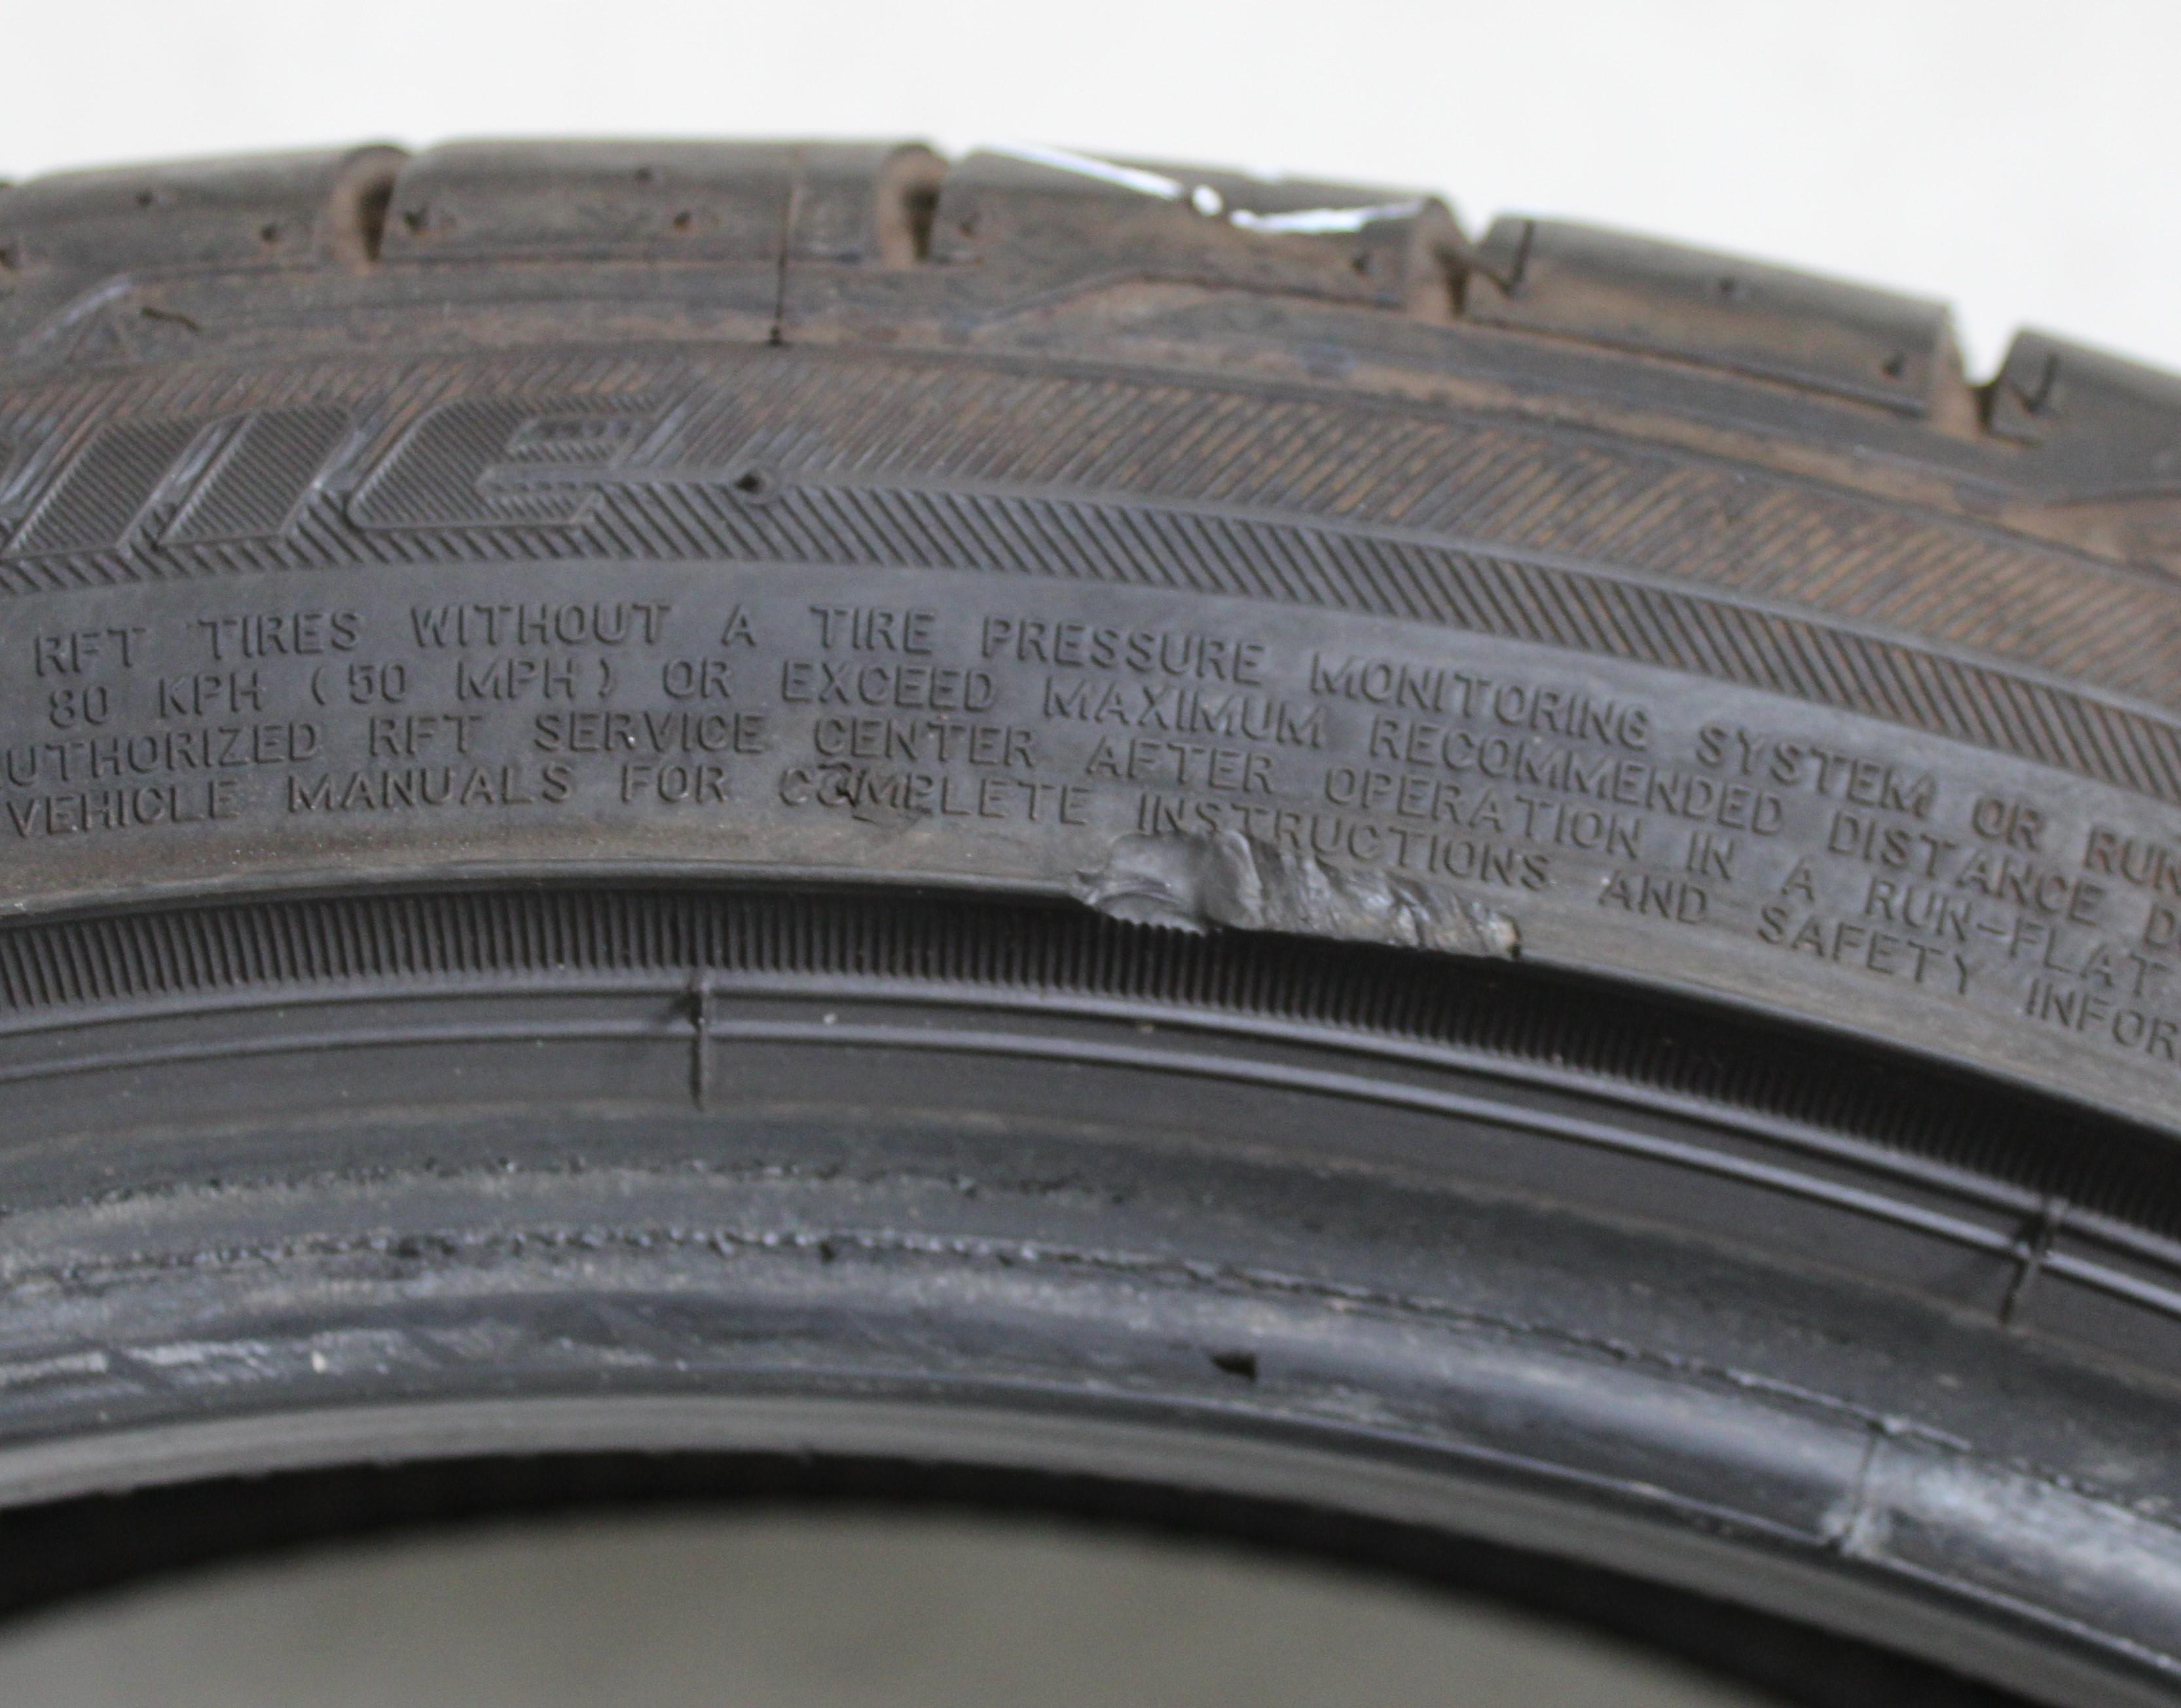 RFT TIRES WITHOUT A TIRE PRESSURE MONITORING SYSTEM OR RUN
80 KPH (50 MPH) OR EXCEED MAXIMUM RECOMMENDED DISTANCE D
UTHORIZED RFT SERVICE CENTER AFTER OPERATION IN A RUN-FLAT
VEHICLE MANUALS FOR COMPLETE INSTRUCTIONS AND SAFETY INFOR